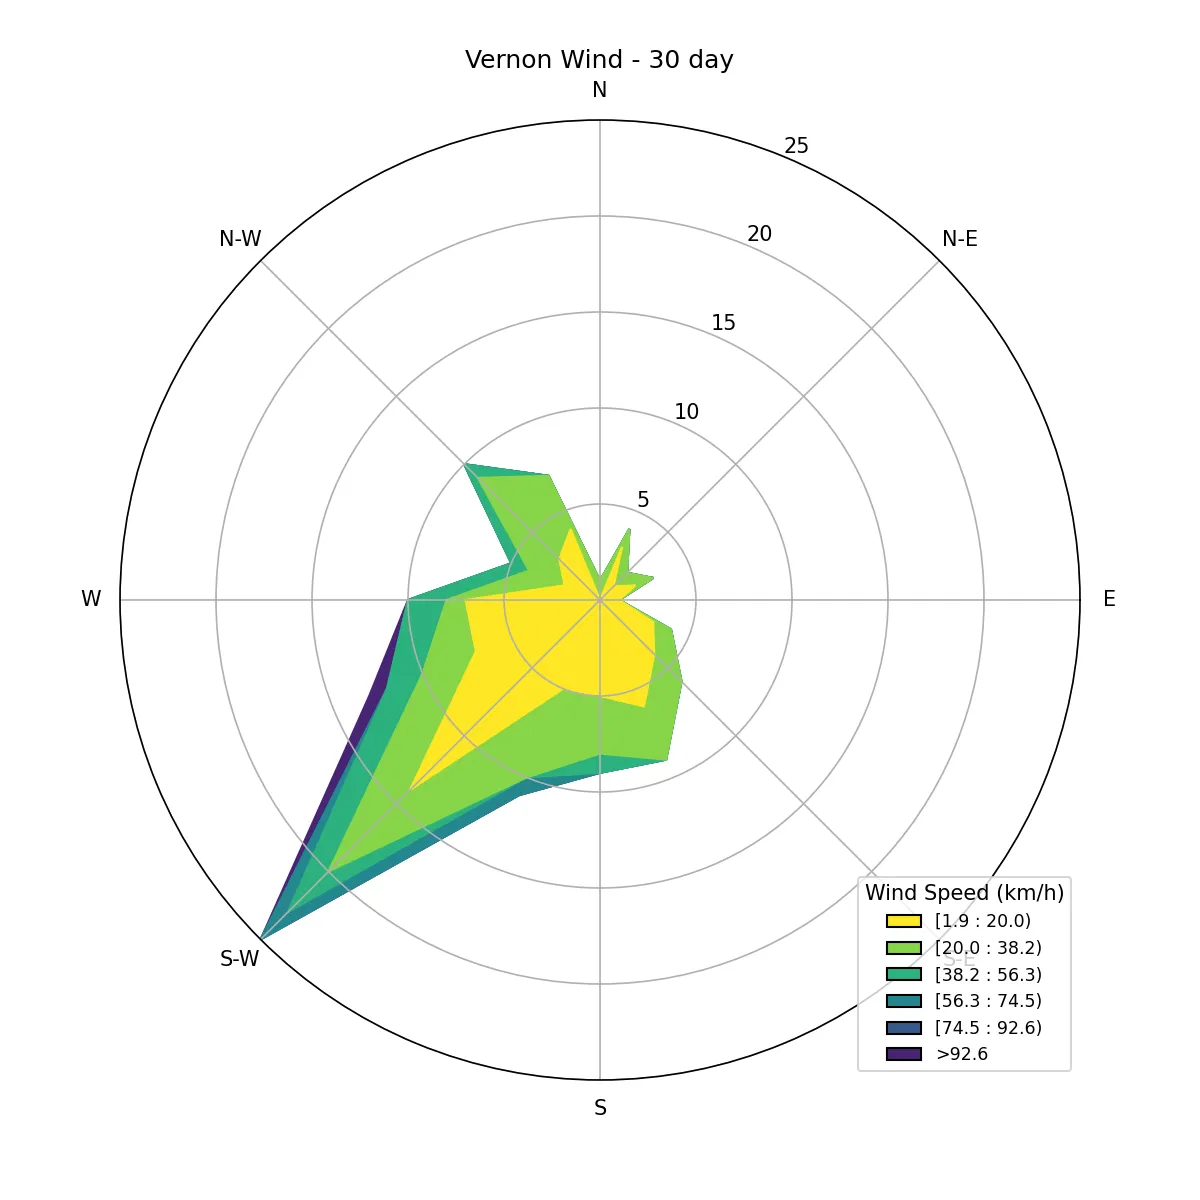 Vernon Wind - 30 day
N
25
N-W
20
N-E
15
10
5
W
E
S-W
S-E
S
Wind Speed (km/h)
[1.9 : 20.0)
[20.0 : 38.2)
[38.2 : 56.3)
[56.3 : 74.5)
[74.5 : 92.6)
>92.6